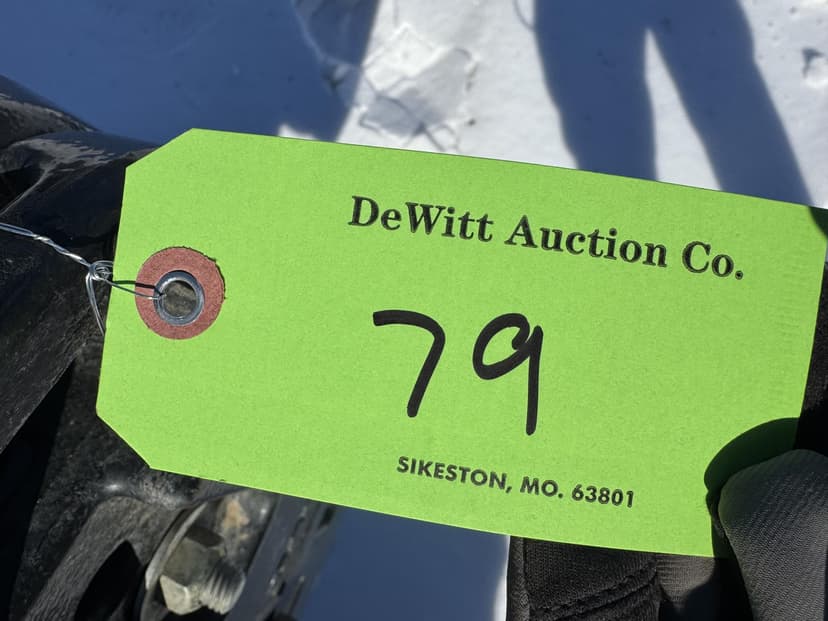 DeWitt Auction Co.
79
SIKESTON, MO. 63801